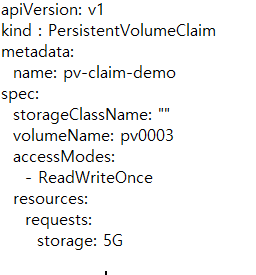 apiVersion: v1
kind : PersistentVolumeClaim
metadata:
  name: pv-claim-demo
spec:
  storageClassName: ""
  volumeName: pv0003
  accessModes:
    - ReadWriteOnce
  resources:
    requests:
      storage: 5G